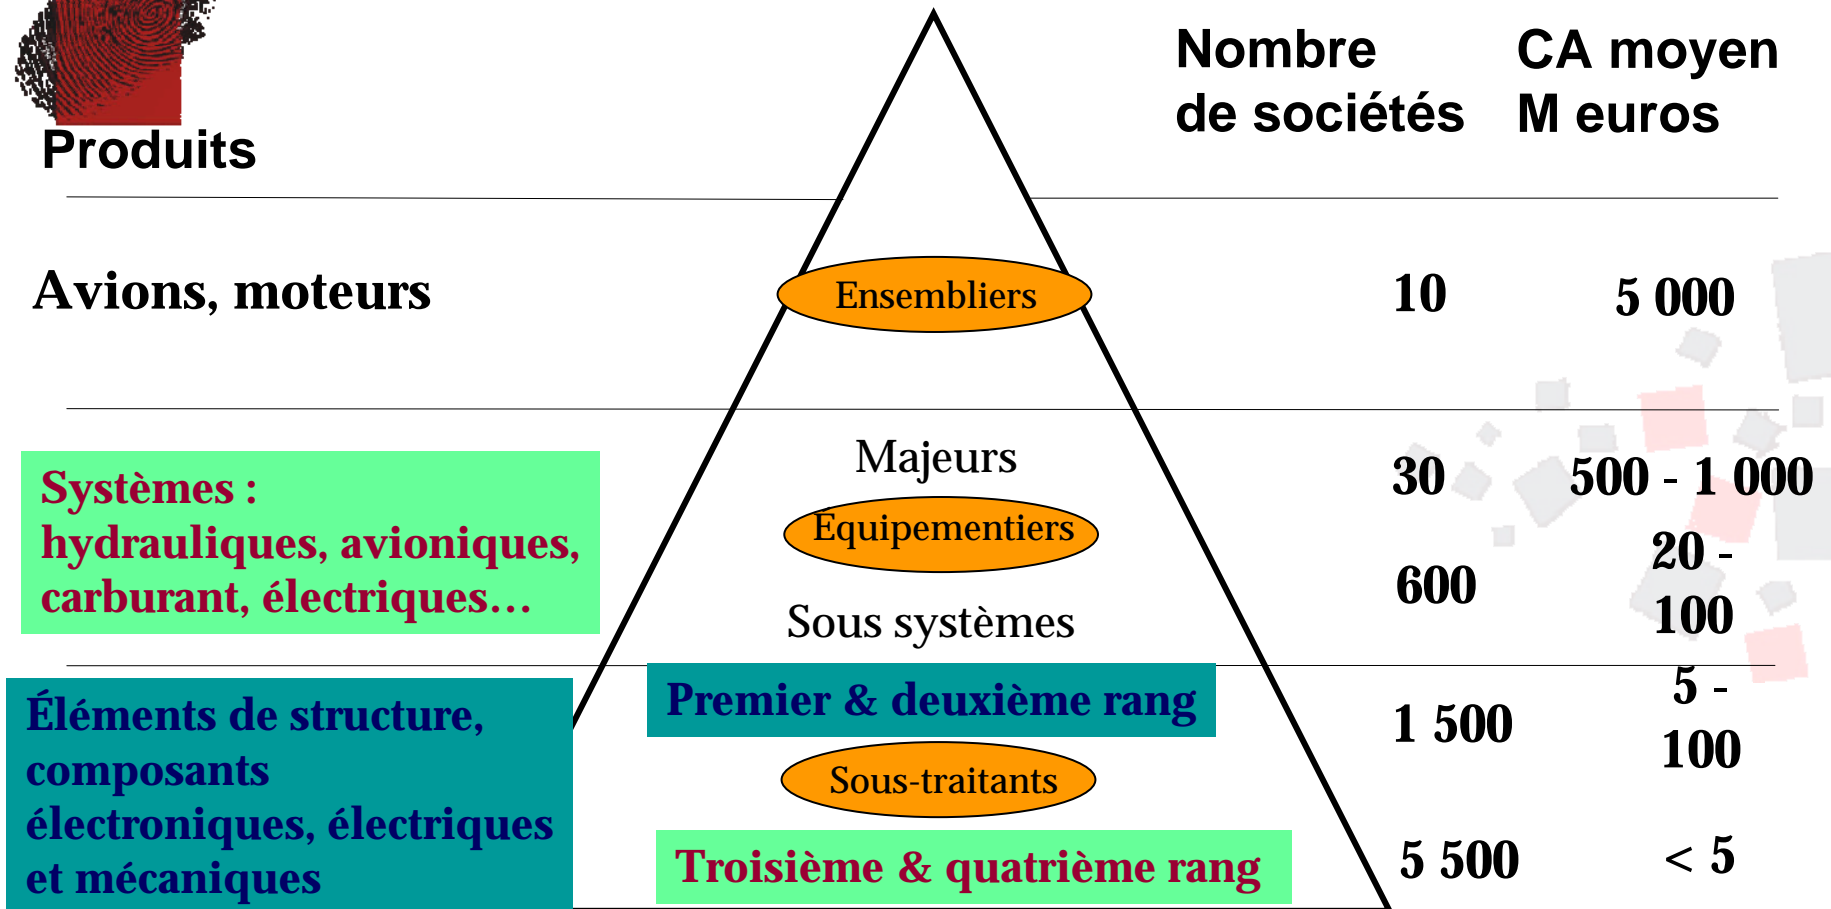 Nombre
de sociétés
CA moyen
M euros
Produits
Avions, moteurs
Ensembliers
10
5 000
Systèmes :
hydrauliques, avioniques,
carburant, électriques…
Majeurs
Équipementiers
Sous systèmes
30
500 - 1 000
600
20 -
100
Éléments de structure,
composants
électroniques, électriques
et mécaniques
Premier & deuxième rang
Sous-traitants
Troisième & quatrième rang
1 500
5 -
100
5 500
< 5